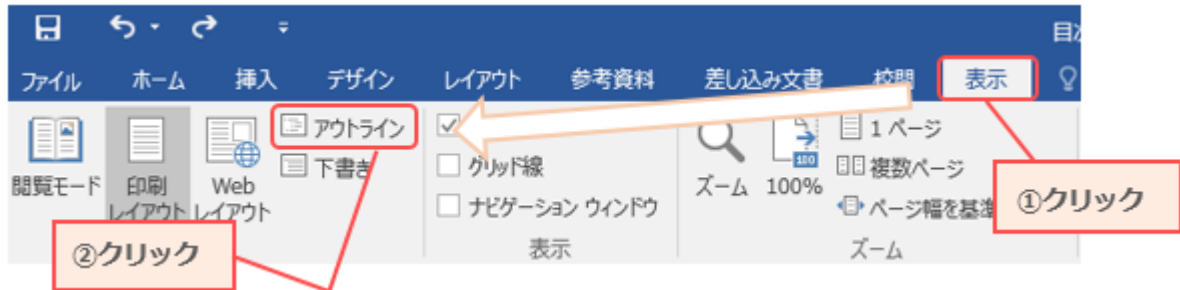 目次
ファイル ホーム 挿入 デザイン レイアウト 参考資料 差し込み文書 校閲 表示
アウトライン
1 ページ
下書き
グリッド線
複数ページ
閲覧モード
印刷
レイアウト
Web
レイアウト
ナビゲーション ウィンドウ
ズーム
100
100%
ページ幅を基準
①クリック
②クリック
表示
ズーム